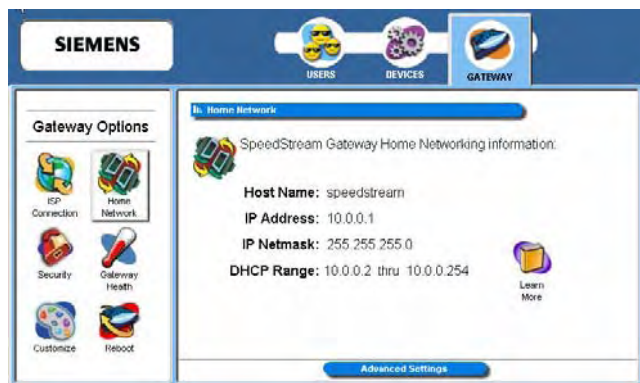 SIEMENS
USERS
DEVICES
GATEWAY
Gateway Options
ISP Connection
Home Network
Security
Gateway Health
Customize
Reboot
Home Network
SpeedStream Gateway Home Networking information:
Host Name: speedstream
IP Address: 10.0.0.1
IP Netmask: 255.255.255.0
DHCP Range: 10.0.0.2 thru 10.0.0.254
Learn More
Advanced Settings